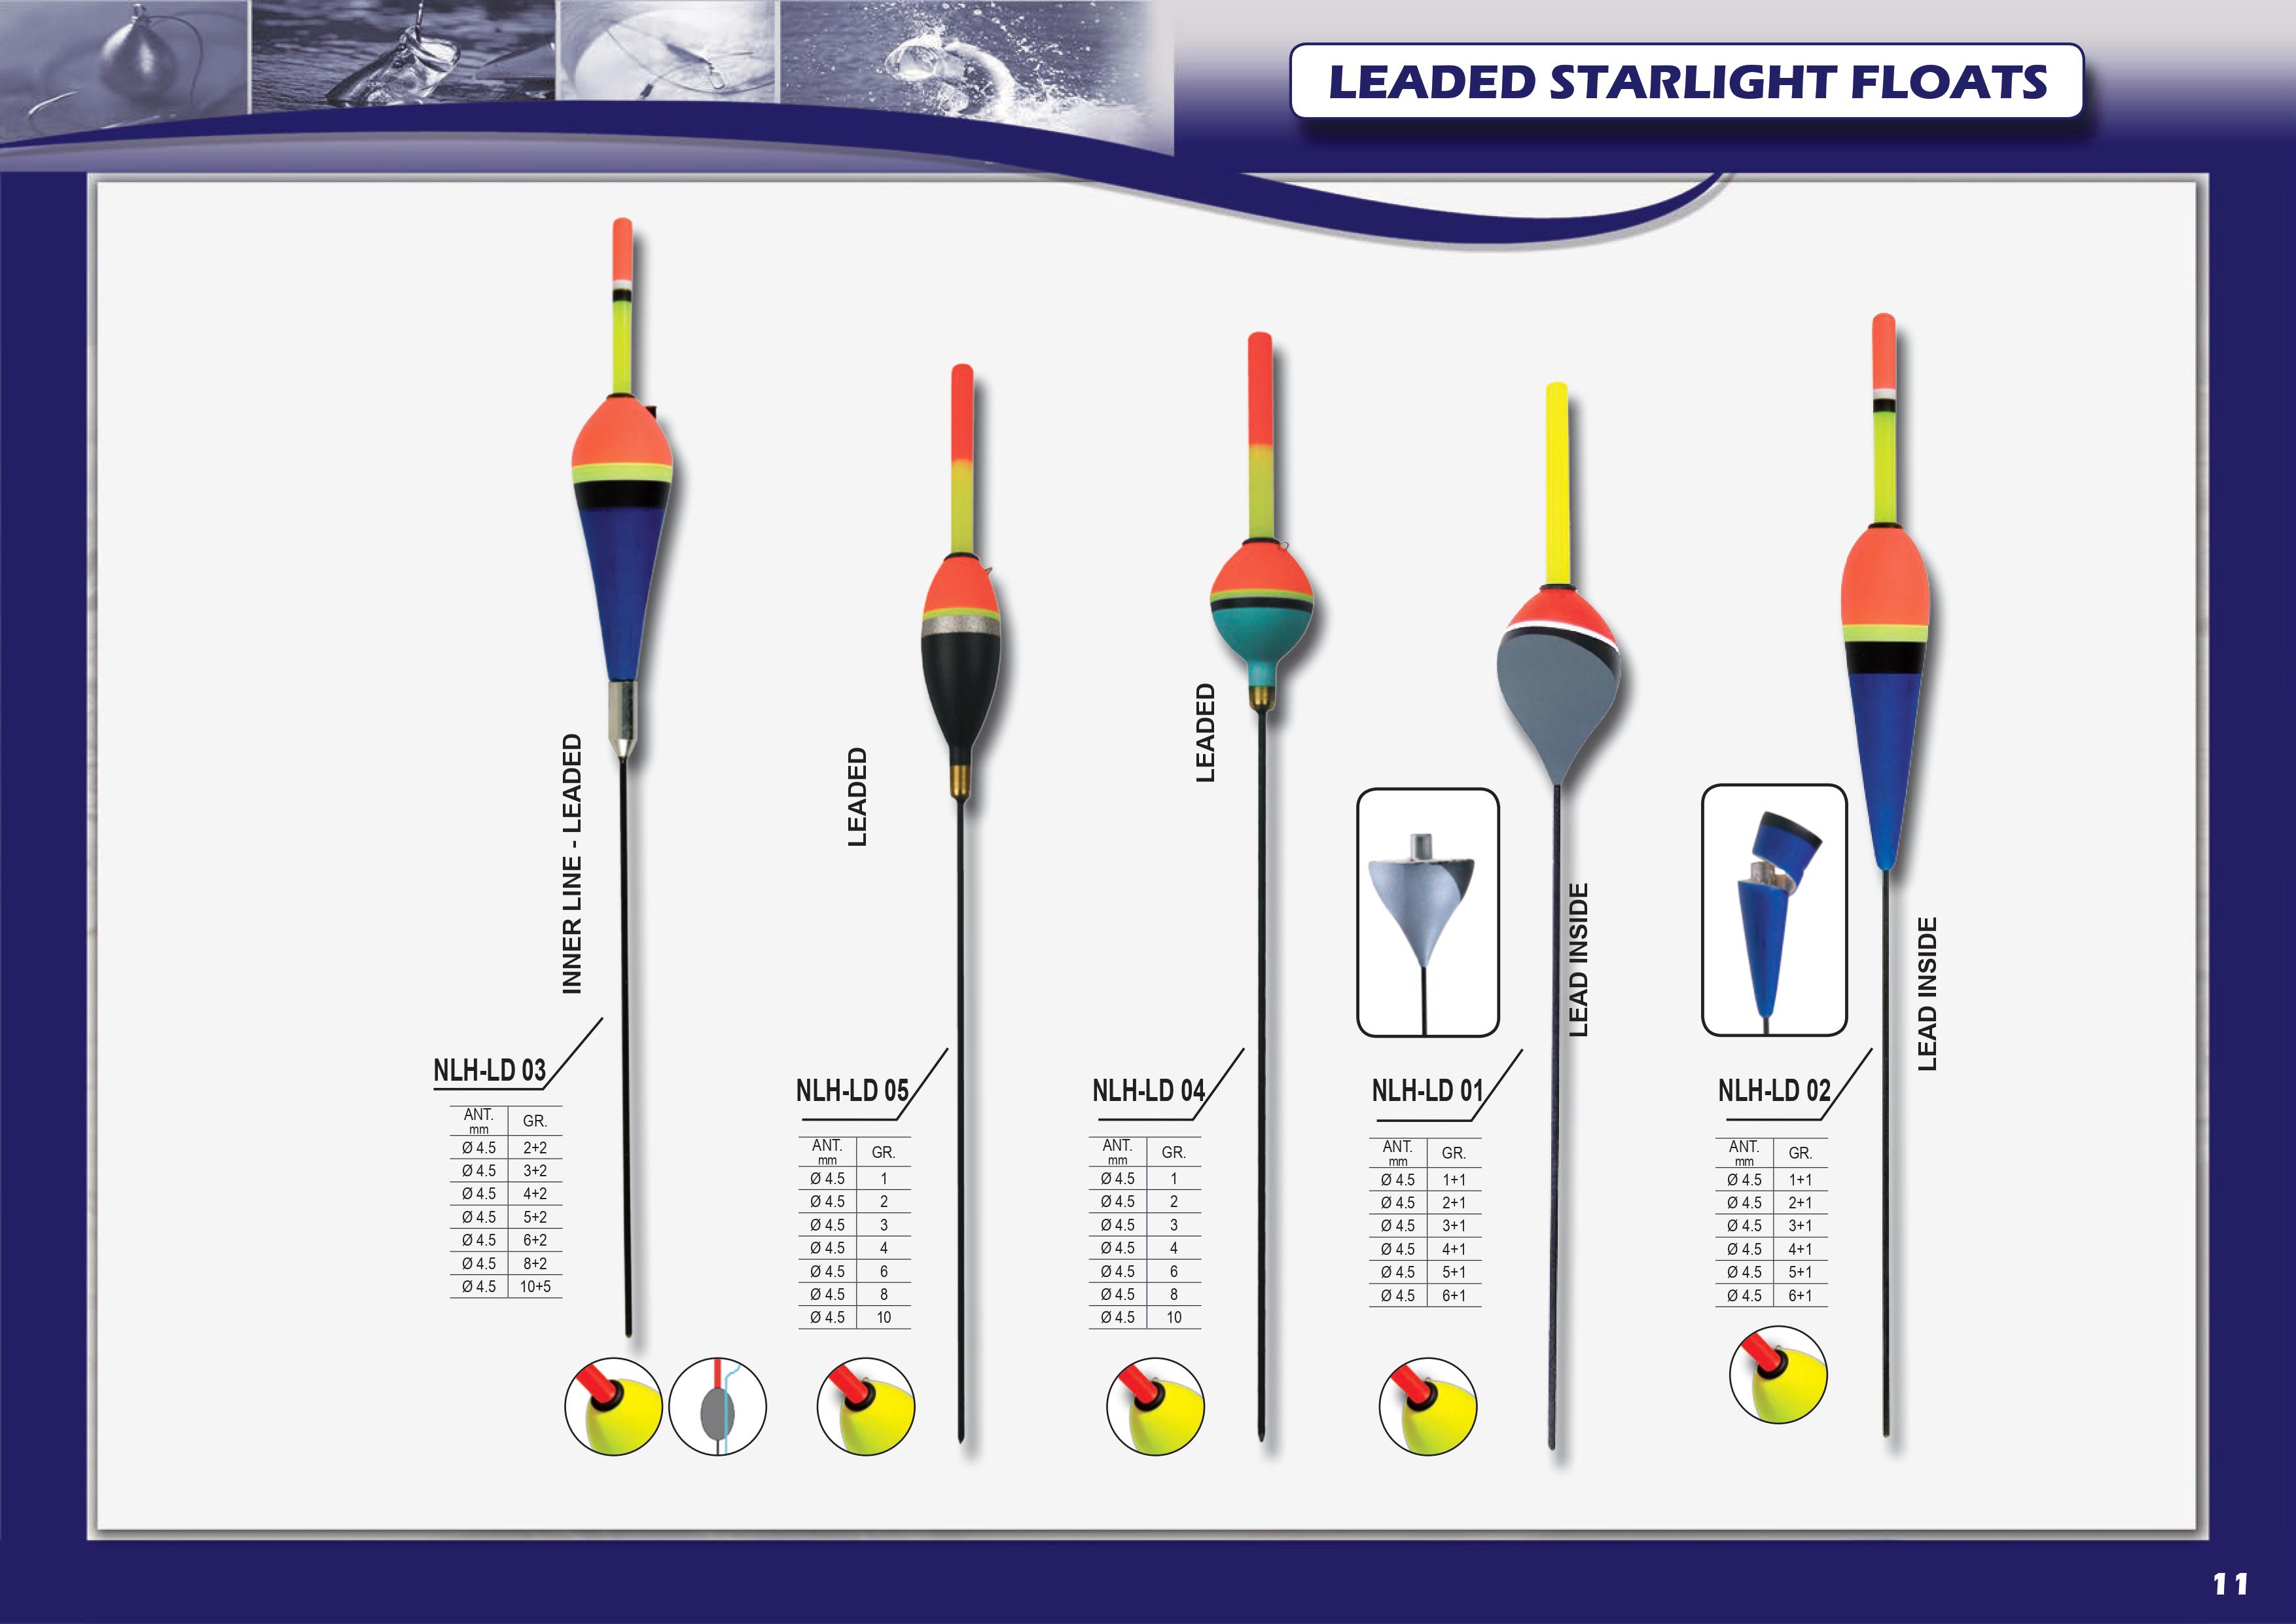 LEADED STARLIGHT FLOATS
INNER LINE - LEADED
NLH-LD 03
ANT. mm GR.
Ø 4.5 2+2
Ø 4.5 3+2
Ø 4.5 4+2
Ø 4.5 5+2
Ø 4.5 6+2
Ø 4.5 8+2
Ø 4.5 10+5
LEADED
NLH-LD 05
ANT. mm GR.
Ø 4.5 1
Ø 4.5 2
Ø 4.5 3
Ø 4.5 4
Ø 4.5 6
Ø 4.5 8
Ø 4.5 10
LEADED
NLH-LD 04
ANT. mm GR.
Ø 4.5 1
Ø 4.5 2
Ø 4.5 3
Ø 4.5 4
Ø 4.5 6
Ø 4.5 8
Ø 4.5 10
LEAD INSIDE
NLH-LD 01
ANT. mm GR.
Ø 4.5 1+1
Ø 4.5 2+1
Ø 4.5 3+1
Ø 4.5 4+1
Ø 4.5 5+1
Ø 4.5 6+1
LEAD INSIDE
NLH-LD 02
ANT. mm GR.
Ø 4.5 1+1
Ø 4.5 2+1
Ø 4.5 3+1
Ø 4.5 4+1
Ø 4.5 5+1
Ø 4.5 6+1
11